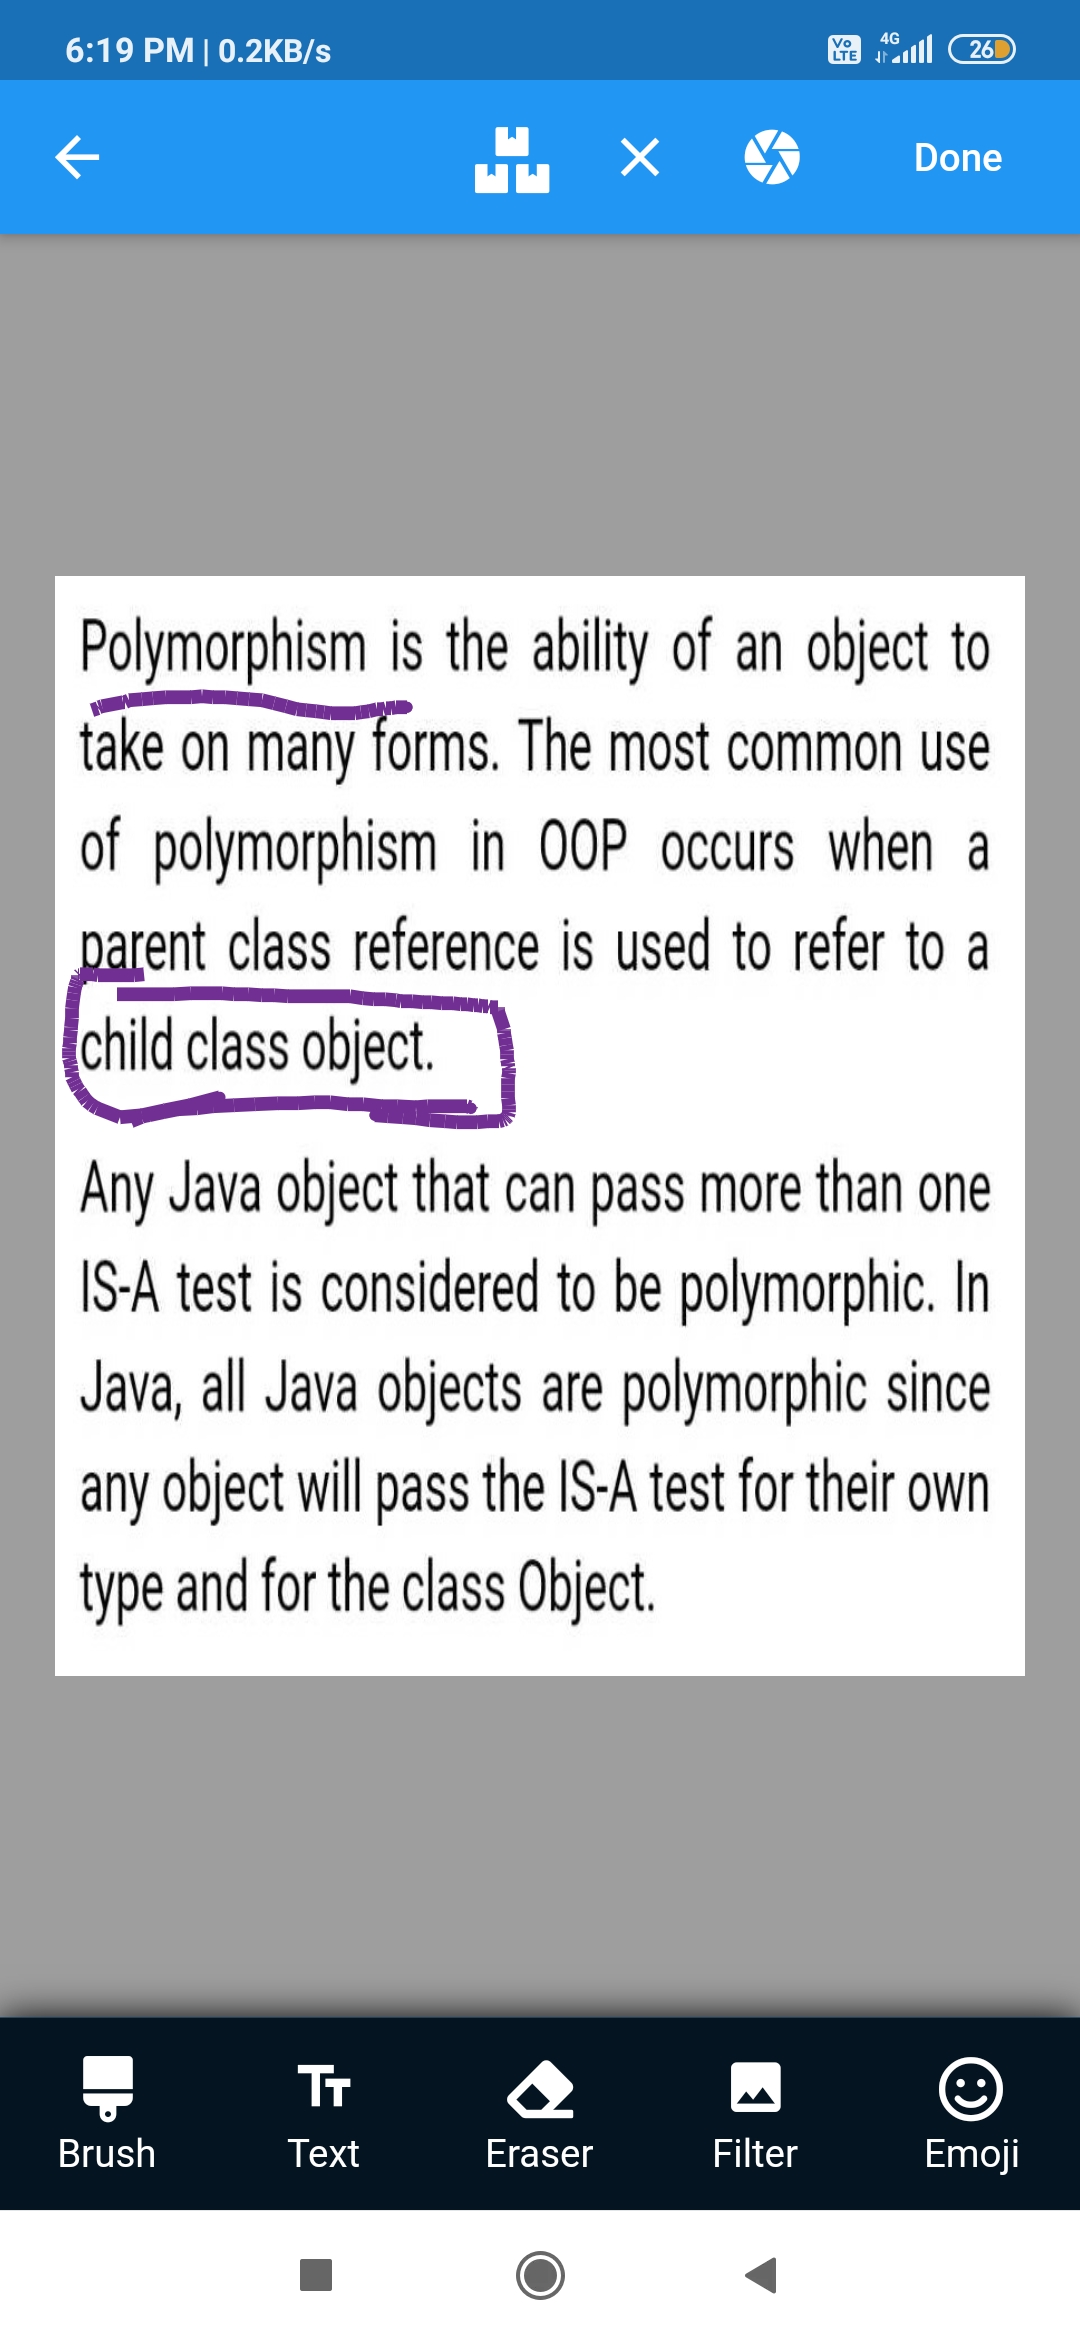 6:19 PM | 0.2KB/s
Vo LTE 4G 26
Done
Polymorphism is the ability of an object to
take on many forms. The most common use
of polymorphism in OOP occurs when a
parent class reference is used to refer to a
child class object.
Any Java object that can pass more than one
IS-A test is considered to be polymorphic. In
Java, all Java objects are polymorphic since
any object will pass the IS-A test for their own
type and for the class Object.
Brush Text Eraser Filter Emoji